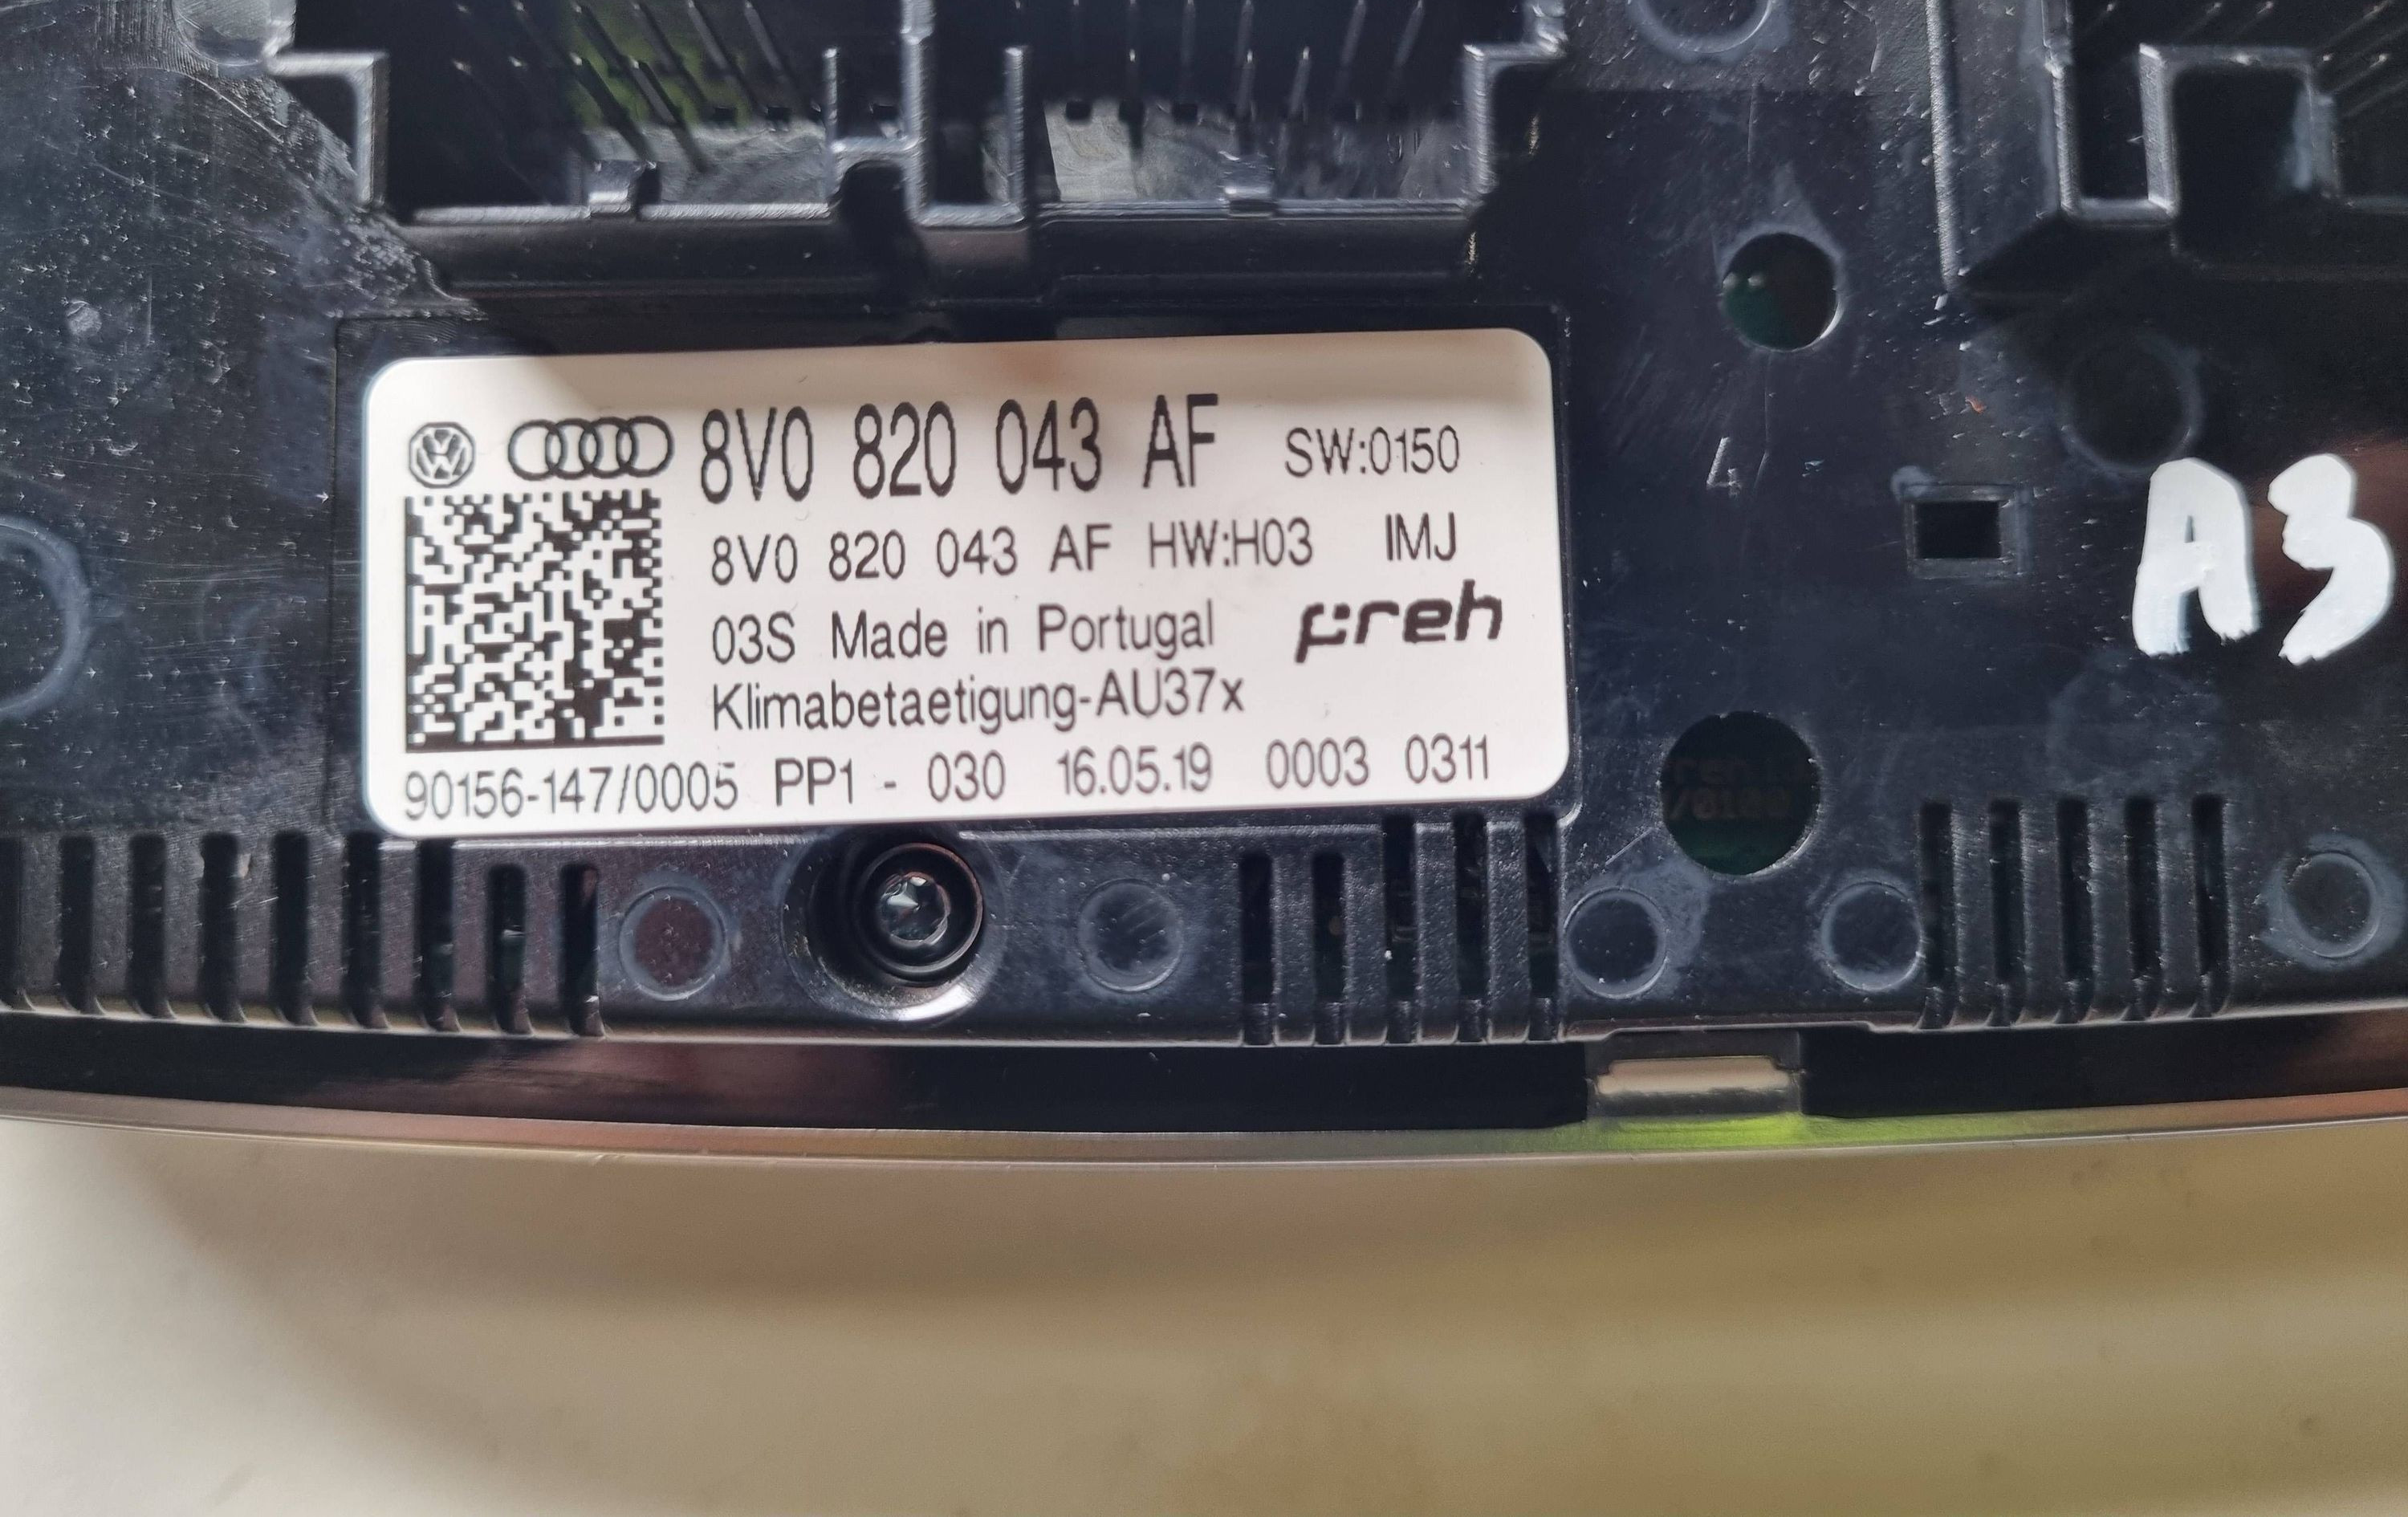 8V0 820 043 AF SW:0150
8V0 820 043 AF HW:H03 IMJ
03S Made in Portugal preh
Klimabetaetigung-AU37x
90156-147/0005 PP1 - 030 16.05.19 0003 0311
4
A3